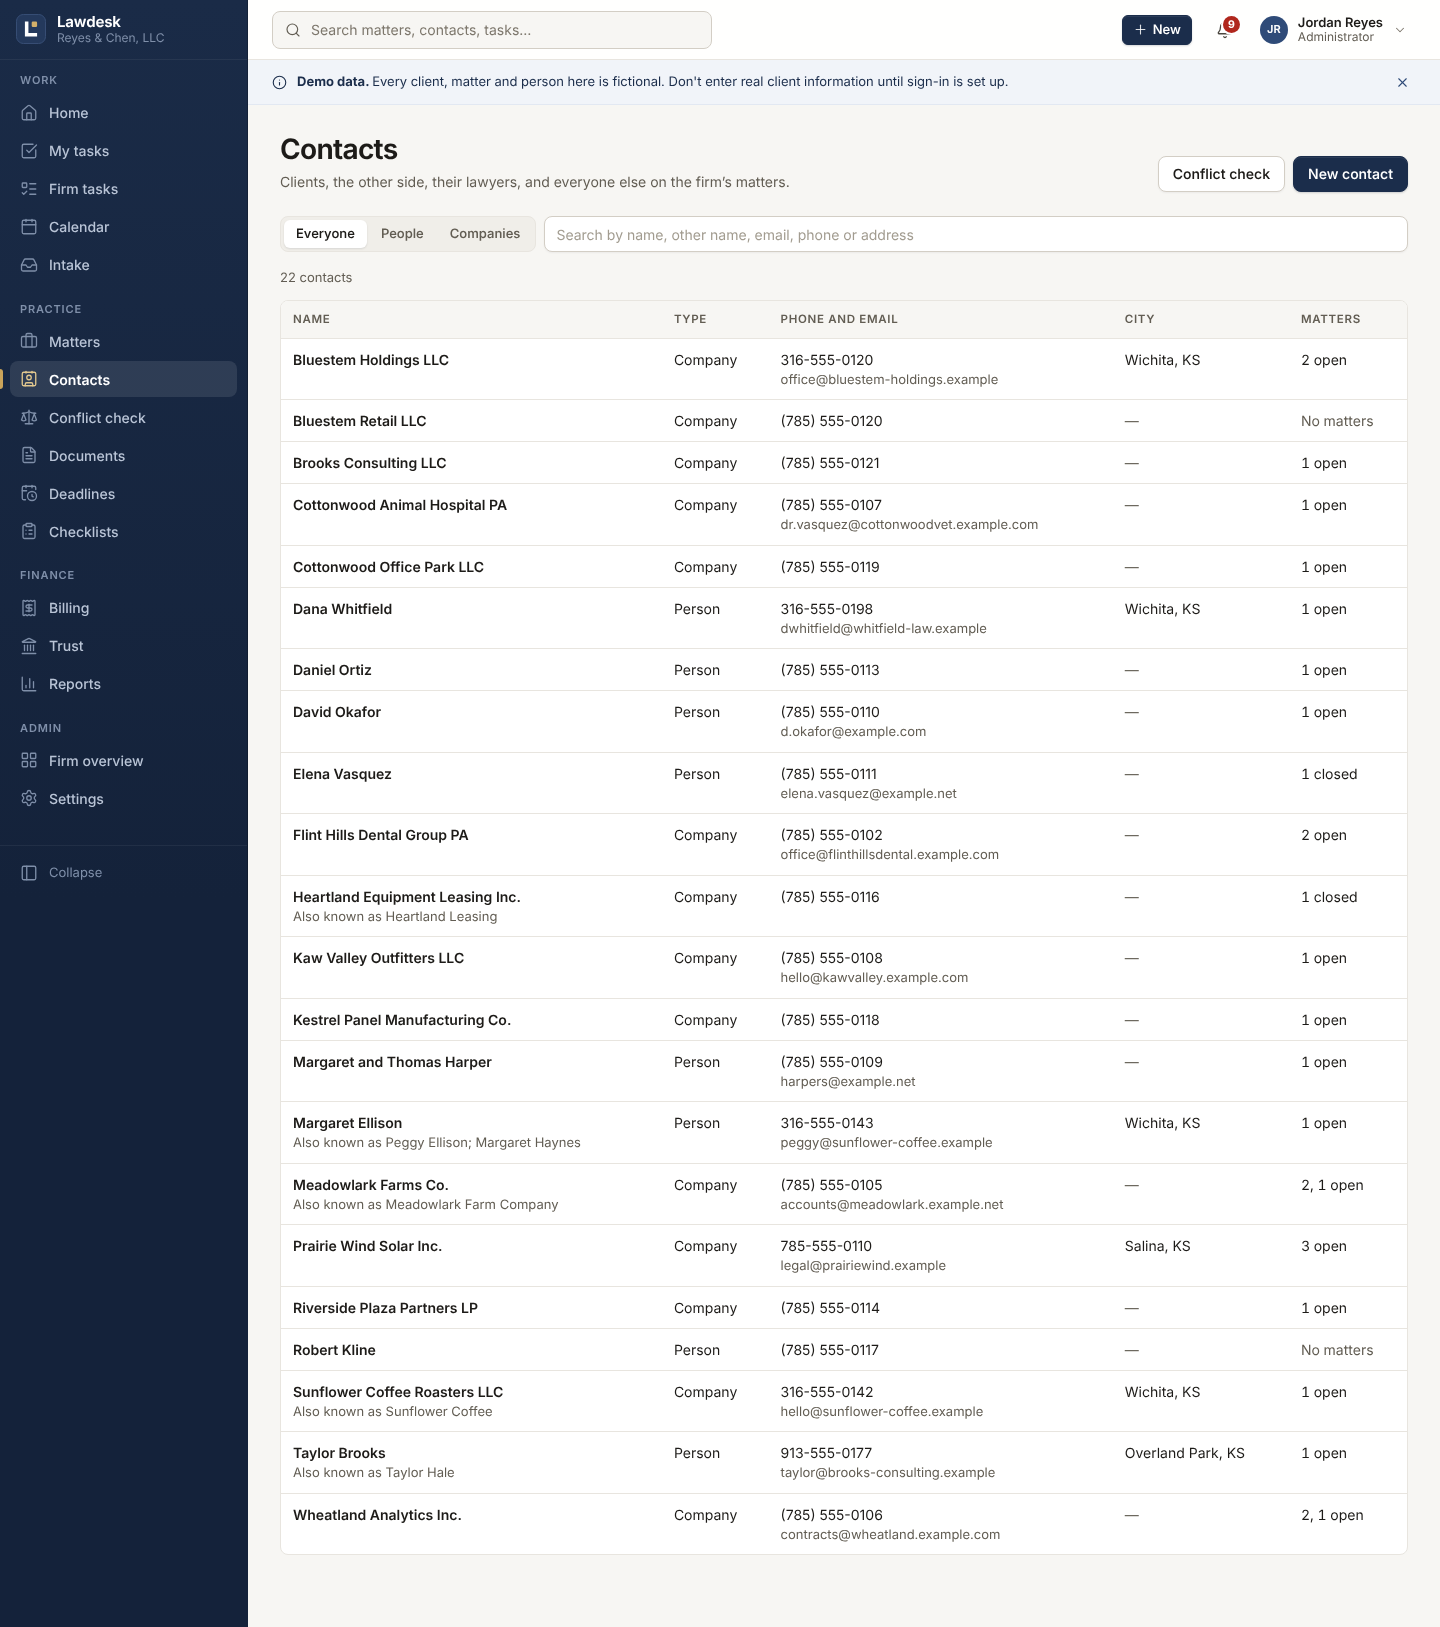 Lawdesk
Reyes & Chen, LLC
WORK
Home
My tasks
Firm tasks
Calendar
Intake
PRACTICE
Matters
Contacts
Conflict check
Documents
Deadlines
Checklists
FINANCE
Billing
Trust
Reports
ADMIN
Firm overview
Settings
Collapse
Search matters, contacts, tasks...
New
9
JR
Jordan Reyes
Administrator
Demo data. Every client, matter and person here is fictional. Don't enter real client information until sign-in is set up.
Contacts
Clients, the other side, their lawyers, and everyone else on the firm’s matters.
Conflict check New contact
Everyone People Companies
Search by name, other name, email, phone or address
22 contacts
NAME TYPE PHONE AND EMAIL CITY MATTERS
Bluestem Holdings LLC Company 316-555-0120 Wichita, KS 2 open
office@bluestem-holdings.example
Bluestem Retail LLC Company (785) 555-0120 — No matters
Brooks Consulting LLC Company (785) 555-0121 — 1 open
Cottonwood Animal Hospital PA Company (785) 555-0107 — 1 open
dr.vasquez@cottonwoodvet.example.com
Cottonwood Office Park LLC Company (785) 555-0119 — 1 open
Dana Whitfield Person 316-555-0198 Wichita, KS 1 open
dwhitfield@whitfield-law.example
Daniel Ortiz Person (785) 555-0113 — 1 open
David Okafor Person (785) 555-0110 — 1 open
d.okafor@example.com
Elena Vasquez Person (785) 555-0111 — 1 closed
elena.vasquez@example.net
Flint Hills Dental Group PA Company (785) 555-0102 — 2 open
office@flinthillsdental.example.com
Heartland Equipment Leasing Inc. Company (785) 555-0116 — 1 closed
Also known as Heartland Leasing
Kaw Valley Outfitters LLC Company (785) 555-0108 — 1 open
hello@kawvalley.example.com
Kestrel Panel Manufacturing Co. Company (785) 555-0118 — 1 open
Margaret and Thomas Harper Person (785) 555-0109 — 1 open
harpers@example.net
Margaret Ellison Person 316-555-0143 Wichita, KS 1 open
Also known as Peggy Ellison; Margaret Haynes peggy@sunflower-coffee.example
Meadowlark Farms Co. Company (785) 555-0105 — 2, 1 open
Also known as Meadowlark Farm Company accounts@meadowlark.example.net
Prairie Wind Solar Inc. Company 785-555-0110 Salina, KS 3 open
legal@prairiewind.example
Riverside Plaza Partners LP Company (785) 555-0114 — 1 open
Robert Kline Person (785) 555-0117 — No matters
Sunflower Coffee Roasters LLC Company 316-555-0142 Wichita, KS 1 open
Also known as Sunflower Coffee hello@sunflower-coffee.example
Taylor Brooks Person 913-555-0177 Overland Park, KS 1 open
Also known as Taylor Hale taylor@brooks-consulting.example
Wheatland Analytics Inc. Company (785) 555-0106 — 2, 1 open
contracts@wheatland.example.com